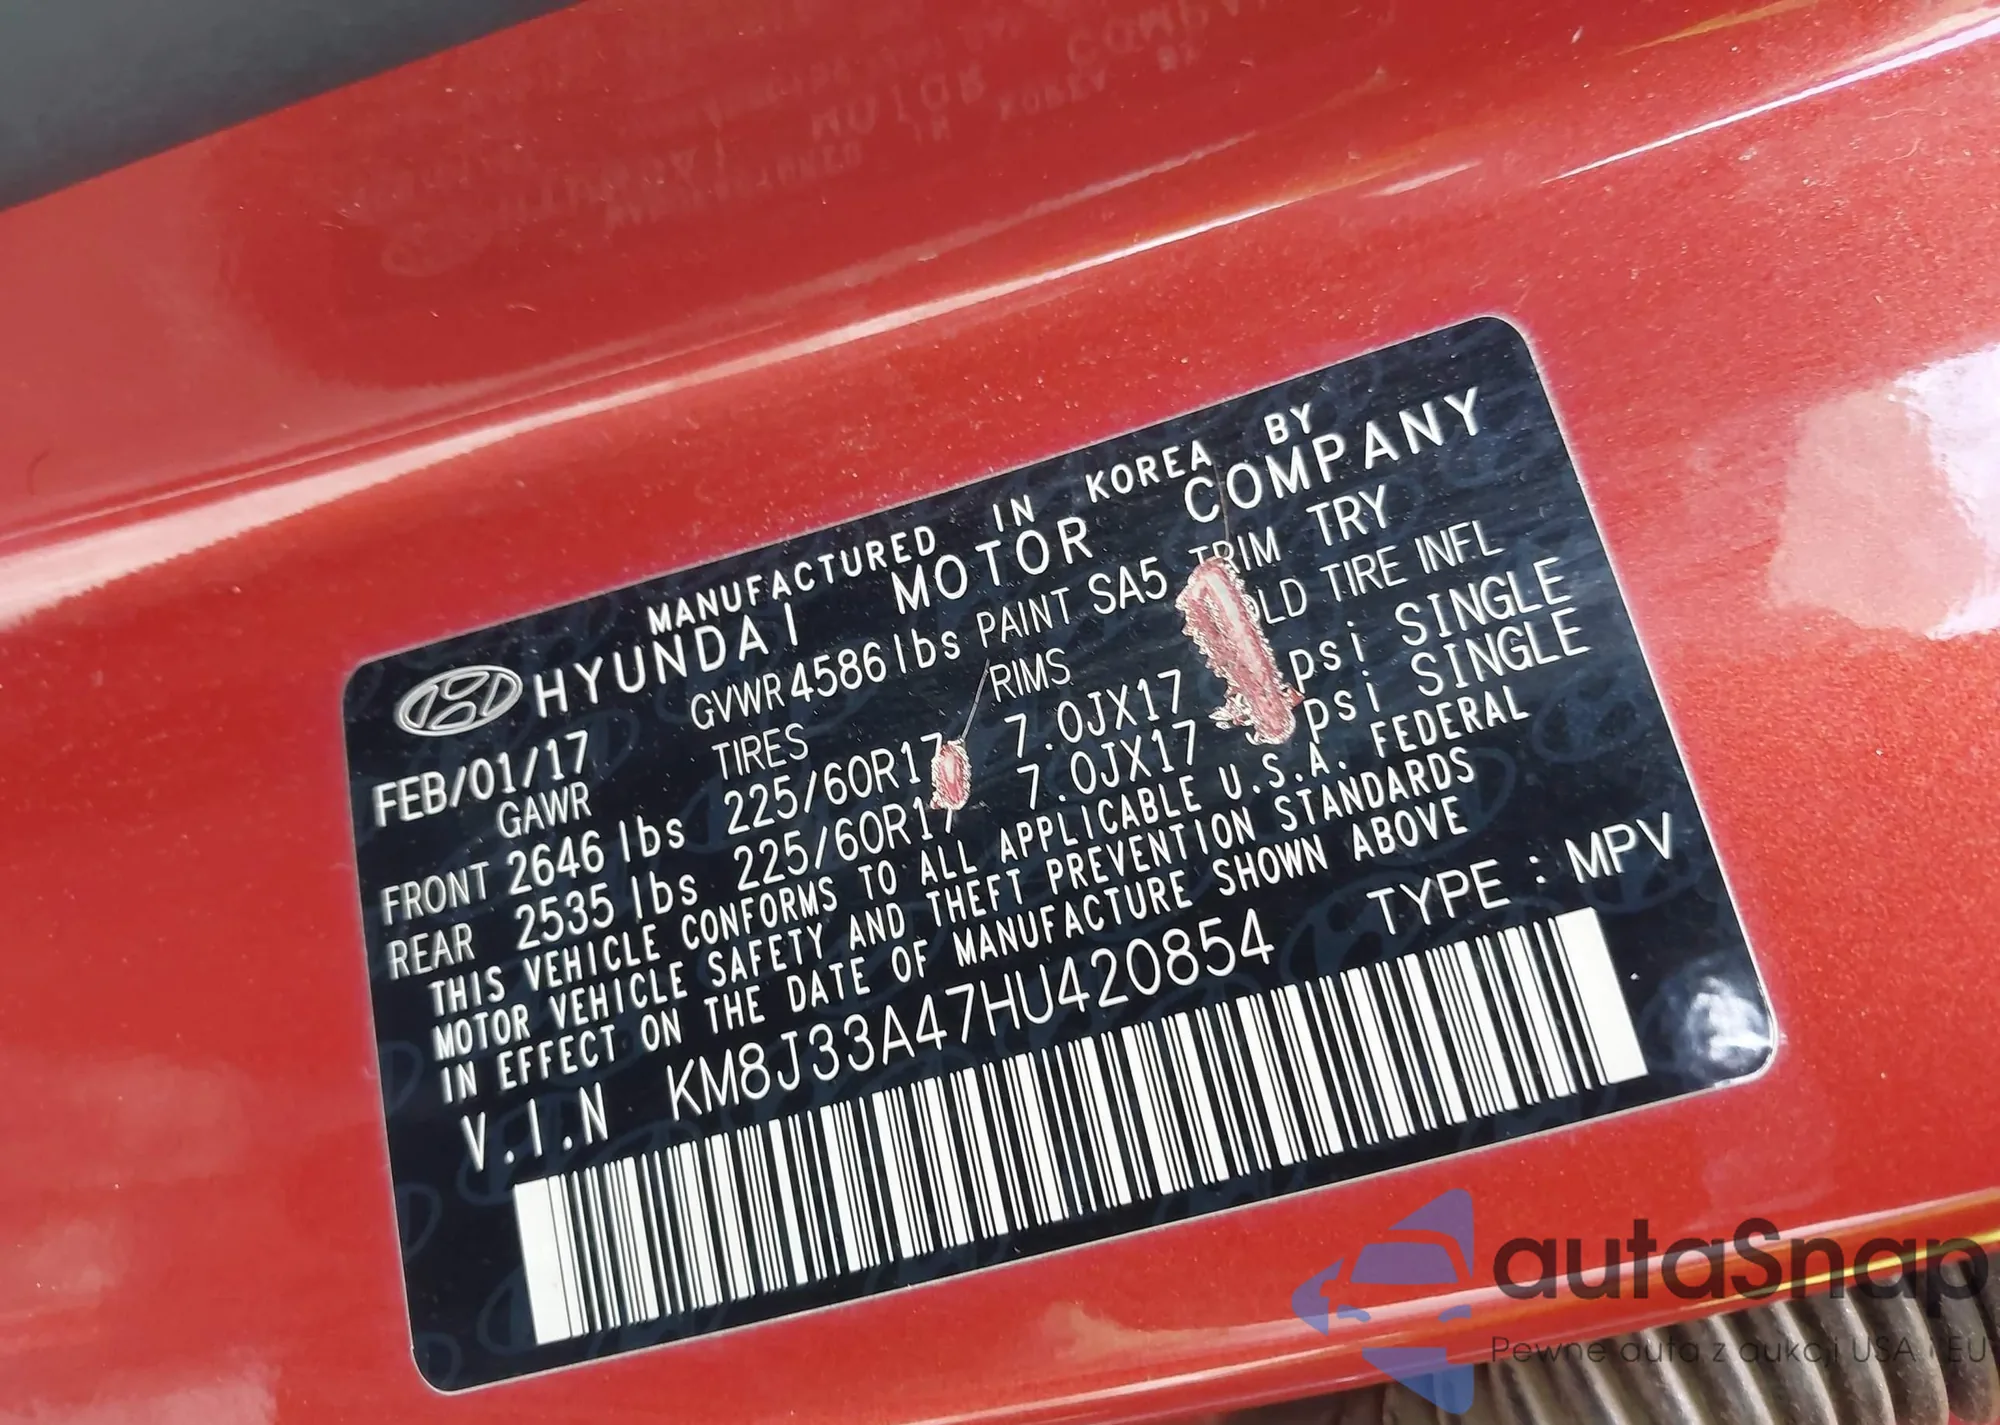 MANUFACTURED IN KOREA BY
HYUNDAI MOTOR COMPANY
FEB/01/17 GVWR 4586 lbs PAINT SA5 TRIM TRY
GAWR TIRES RIMS TIRE INFL
FRONT 2646 lbs 225/60R17 7.0JX17 psi SINGLE
REAR 2535 lbs 225/60R17 7.0JX17 psi SINGLE
THIS VEHICLE CONFORMS TO ALL APPLICABLE U.S.A. FEDERAL
MOTOR VEHICLE SAFETY AND THEFT PREVENTION STANDARDS
IN EFFECT ON THE DATE OF MANUFACTURE SHOWN ABOVE
V.I.N KM8J33A47HU420854 TYPE : MPV
autaSnap
Pewne auta z aukcji USA i EU